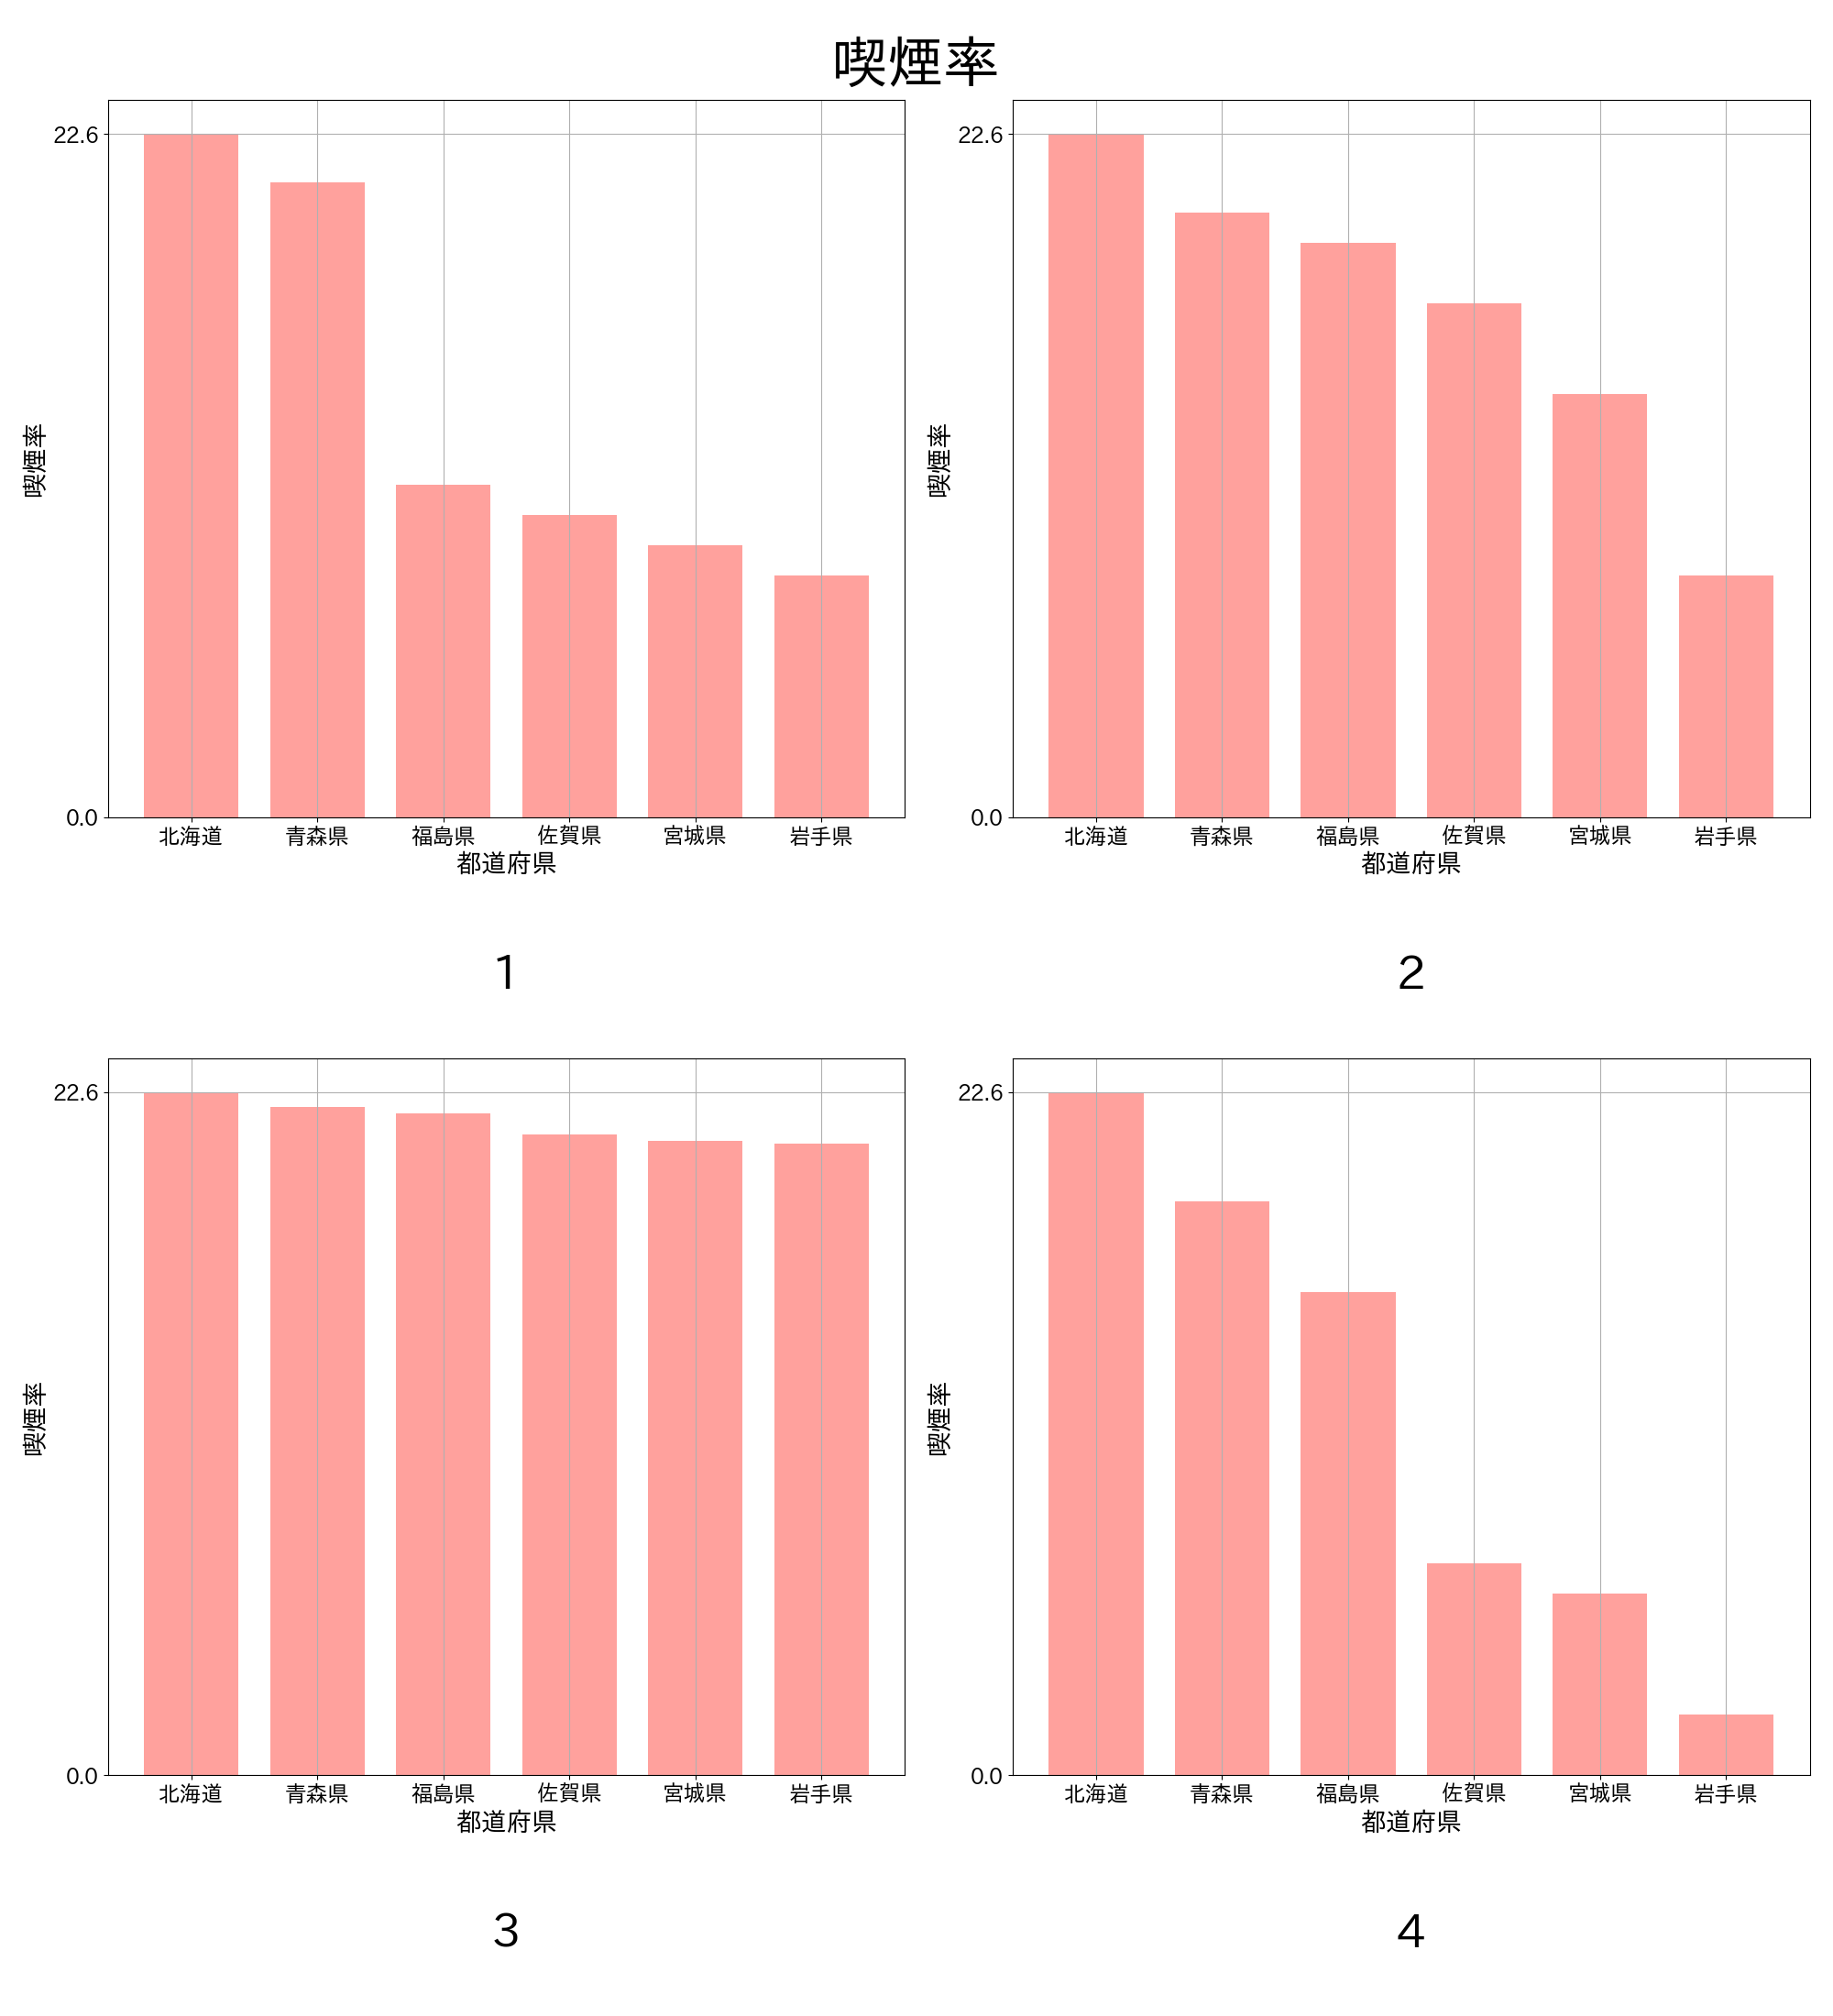 喫煙率
22.6
喫煙率
0.0
北海道 青森県 福島県 佐賀県 宮城県 岩手県
都道府県
1
22.6
喫煙率
0.0
北海道 青森県 福島県 佐賀県 宮城県 岩手県
都道府県
2
22.6
喫煙率
0.0
北海道 青森県 福島県 佐賀県 宮城県 岩手県
都道府県
3
22.6
喫煙率
0.0
北海道 青森県 福島県 佐賀県 宮城県 岩手県
都道府県
4